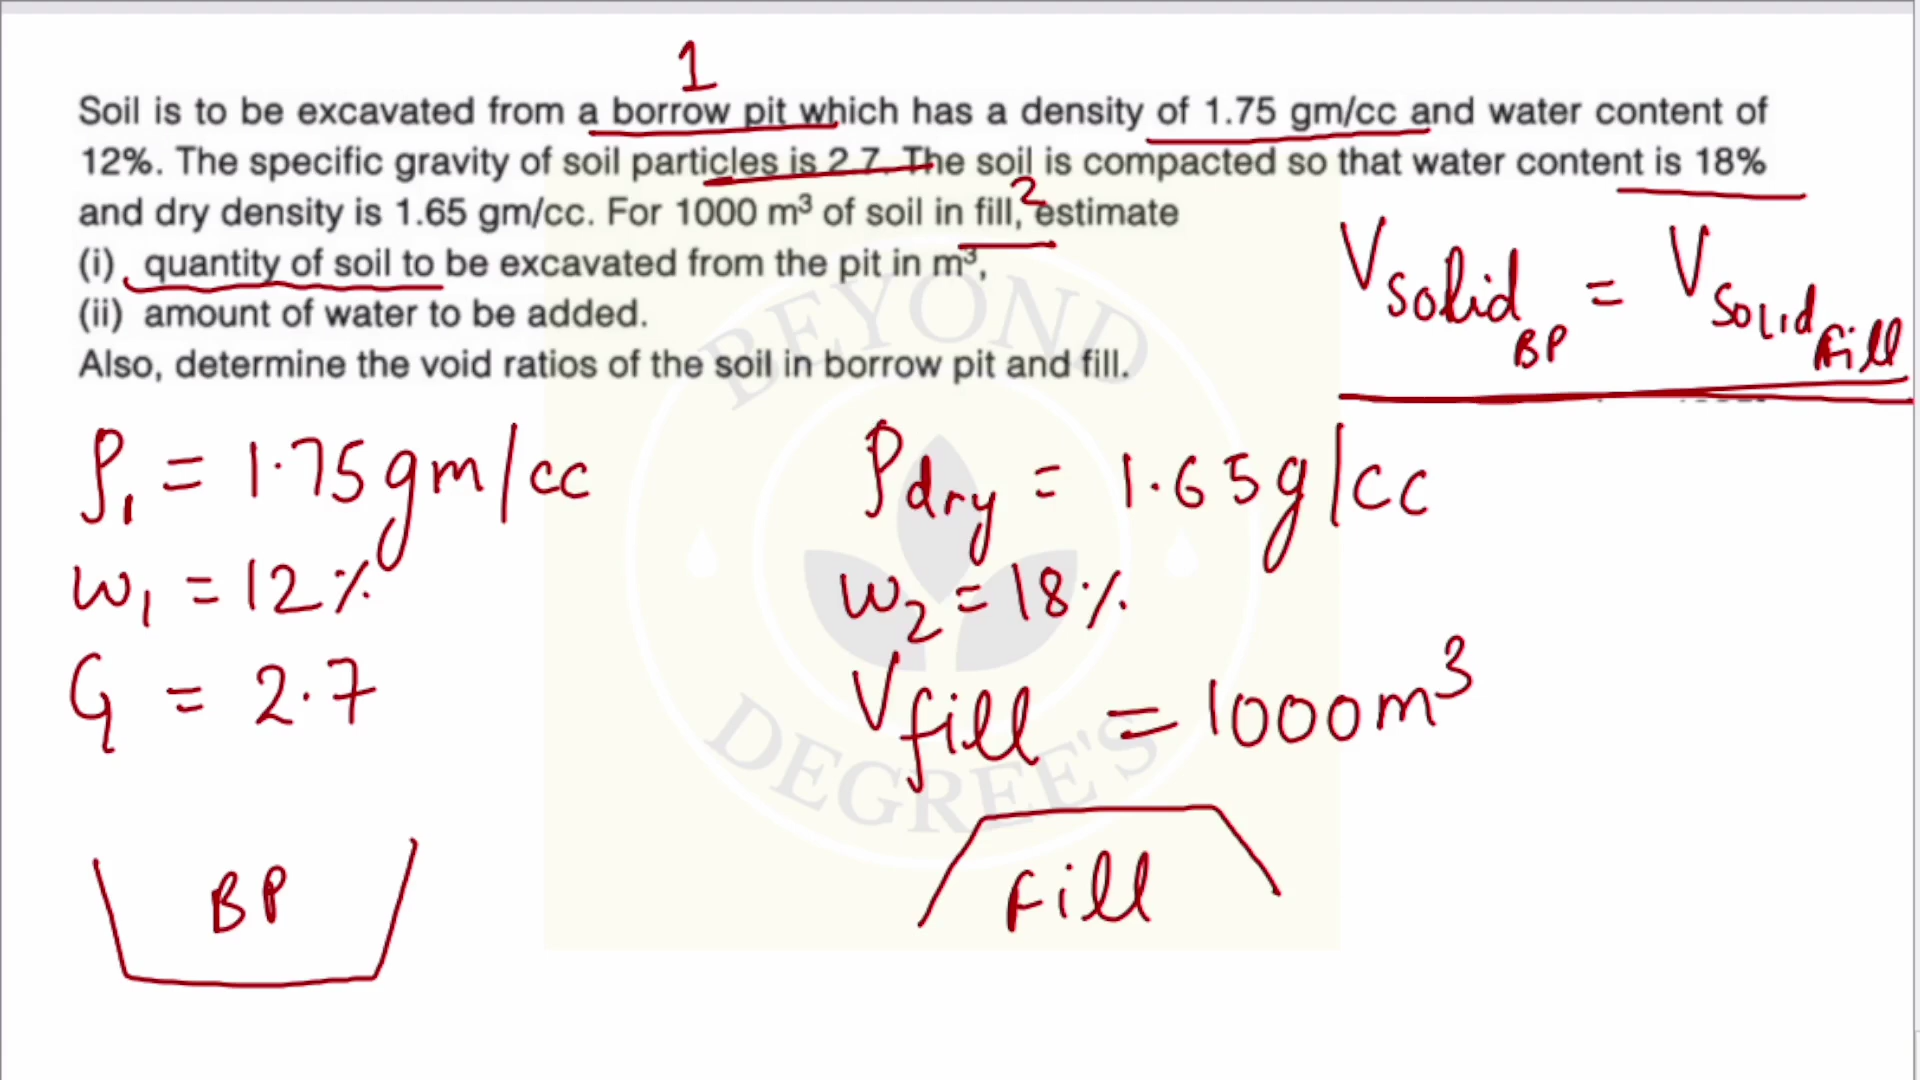 1
Soil is to be excavated from a borrow pit which has a density of 1.75 gm/cc and water content of
12%. The specific gravity of soil particles is 2.7. The soil is compacted so that water content is 18%
2
and dry density is 1.65 gm/cc. For 1000 m³ of soil in fill, estimate
(i) quantity of soil to be excavated from the pit in m³,
(ii) amount of water to be added.
Also, determine the void ratios of the soil in borrow pit and fill.
V solid BP = V solid Fill
ρ₁ = 1.75 gm/cc
w₁ = 12%
G = 2.7
BP
ρdry = 1.65 g/cc
w₂ = 18%
Vfill = 1000 m³
Fill
BEYOND
DEGREE'S